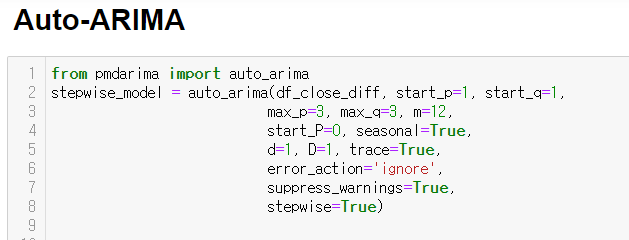 Auto-ARIMA
1 from pmdarima import auto_arima
2 stepwise_model = auto_arima(df_close_diff, start_p=1, start_q=1,
3 max_p=3, max_q=3, m=12,
4 start_P=0, seasonal=True,
5 d=1, D=1, trace=True,
6 error_action='ignore',
7 suppress_warnings=True,
8 stepwise=True)
9